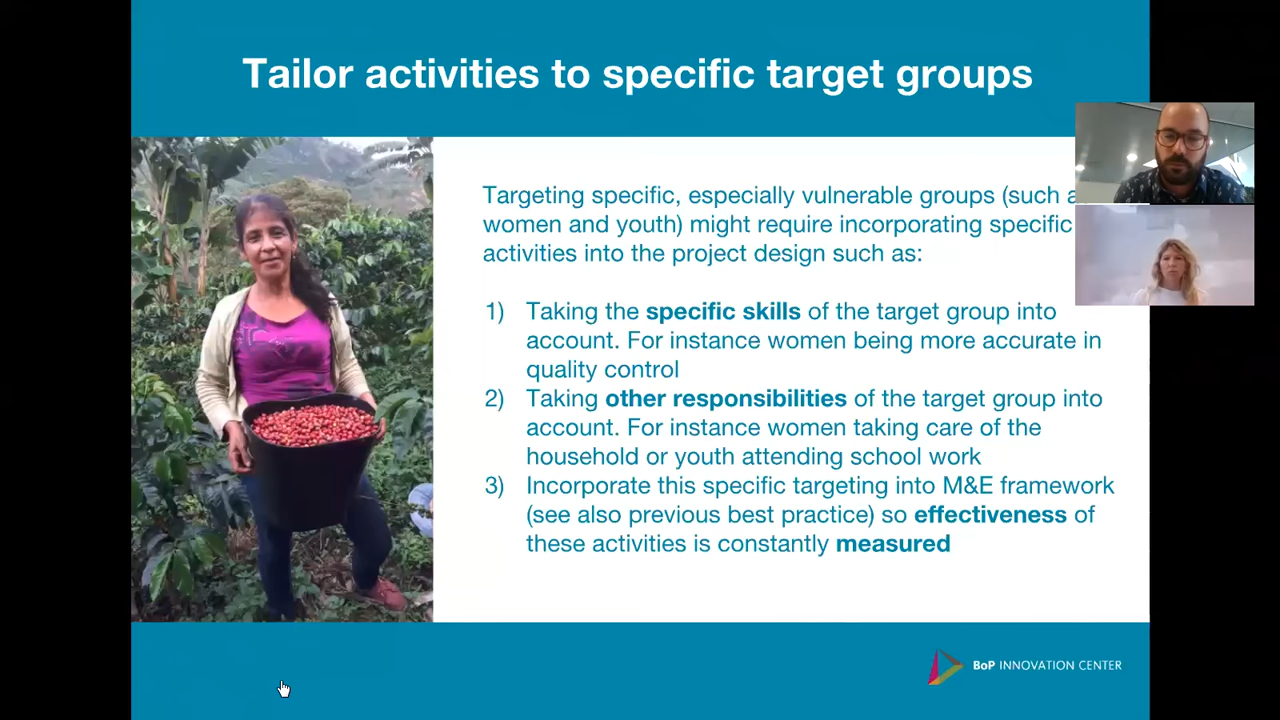 Tailor activities to specific target groups
Targeting specific, especially vulnerable groups (such
women and youth) might require incorporating specific
activities into the project design such as:
1) Taking the specific skills of the target group into
account. For instance women being more accurate in
quality control
2) Taking other responsibilities of the target group into
account. For instance women taking care of the
household or youth attending school work
3) Incorporate this specific targeting into M&E framework
(see also previous best practice) so effectiveness of
these activities is constantly measured
BoP INNOVATION CENTER